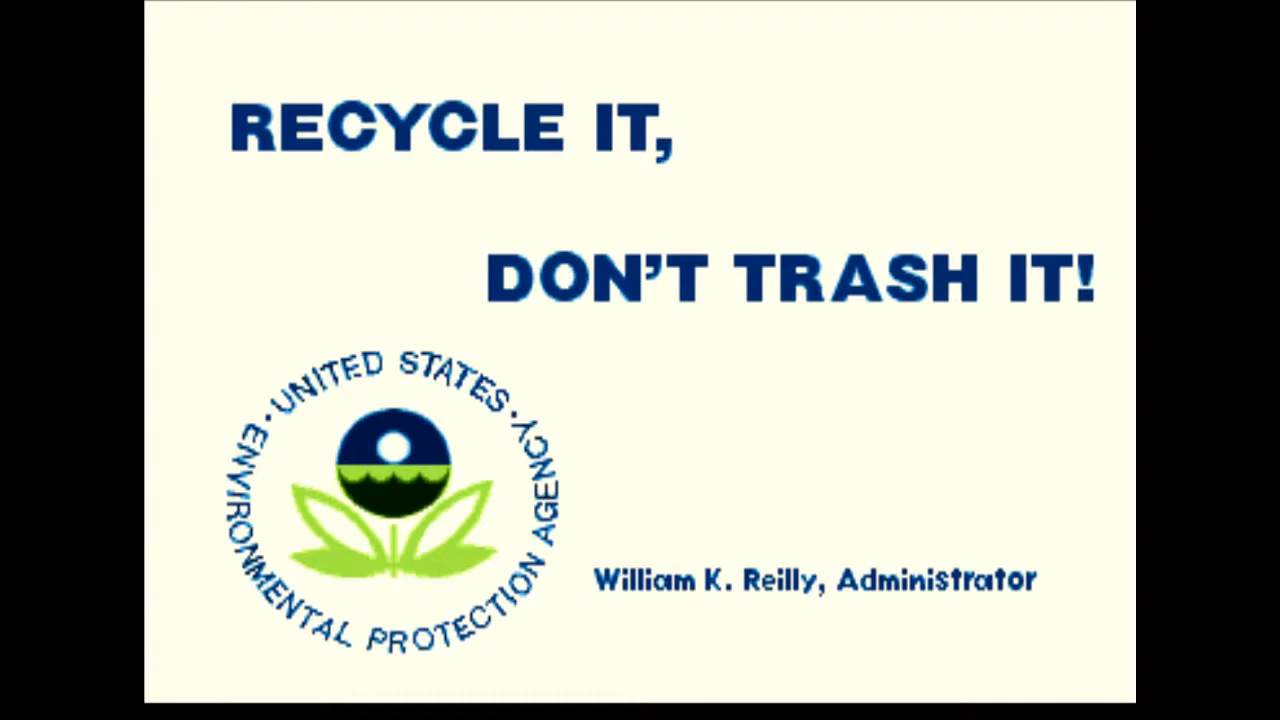 RECYCLE IT,
DON'T TRASH IT!
UNITED STATES
• ENVIRONMENTAL PROTECTION AGENCY •
William K. Reilly, Administrator